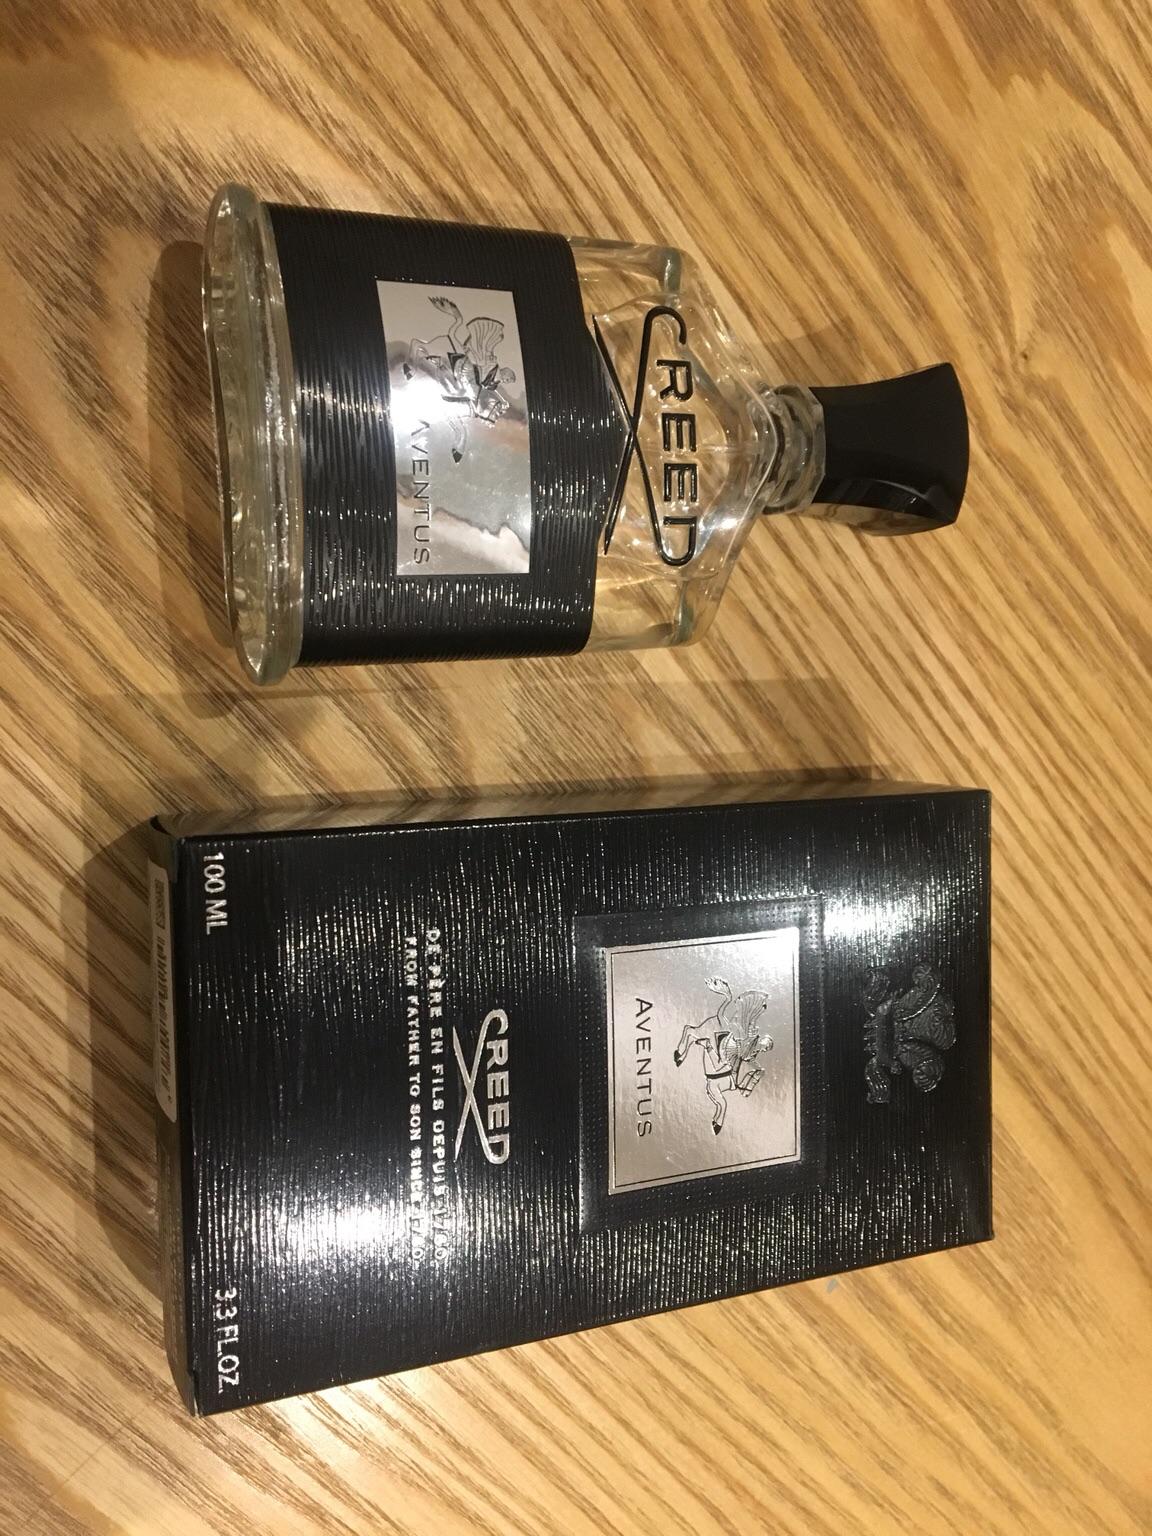 CREED
AVENTUS
AVENTUS
CREED
DE PÈRE EN FILS DEPUIS 1760
FROM FATHER TO SON SINCE 1760
100 ML
3.3 FL.OZ.